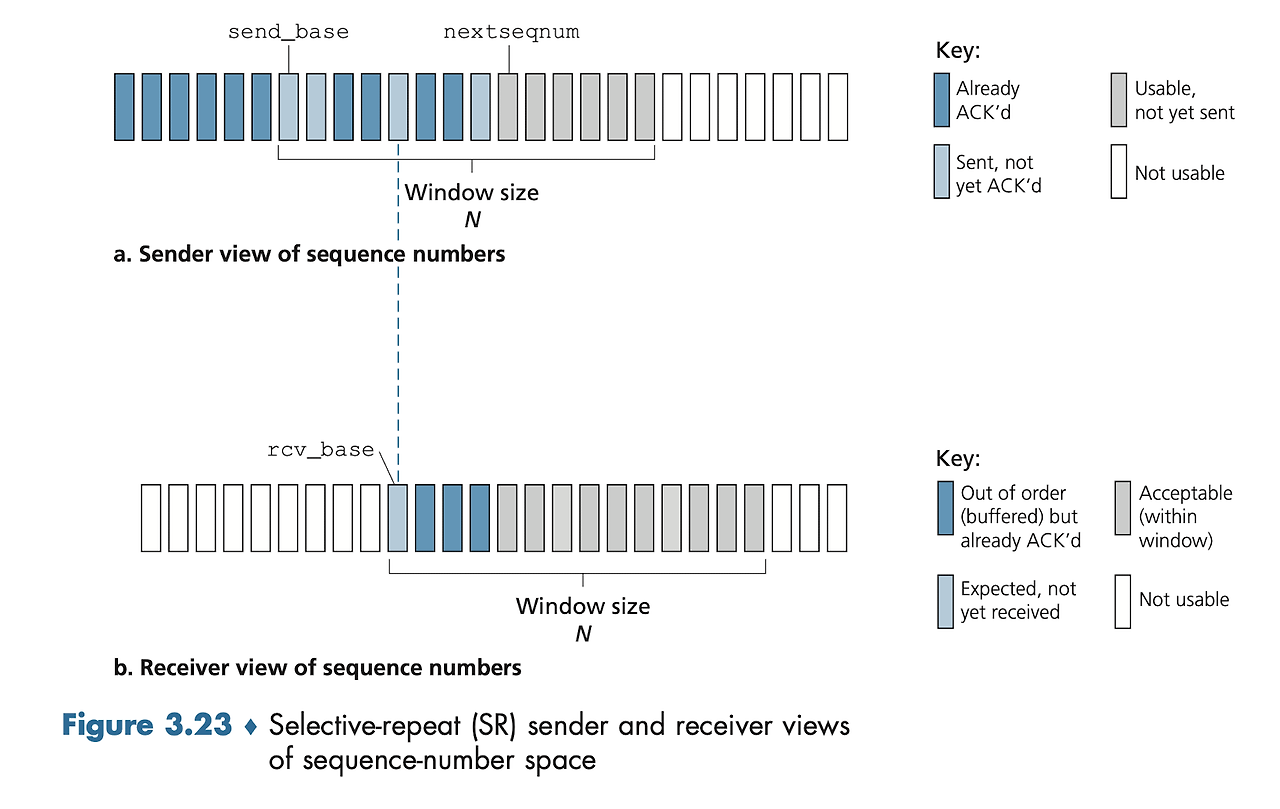 send_base
nextseqnum
Window size
N
a. Sender view of sequence numbers
Key:
Already
ACK’d
Usable,
not yet sent
Sent, not
yet ACK’d
Not usable
rcv_base
Window size
N
b. Receiver view of sequence numbers
Key:
Out of order
(buffered) but
already ACK’d
Acceptable
(within
window)
Expected, not
yet received
Not usable
Figure 3.23 ♦ Selective-repeat (SR) sender and receiver views
of sequence-number space